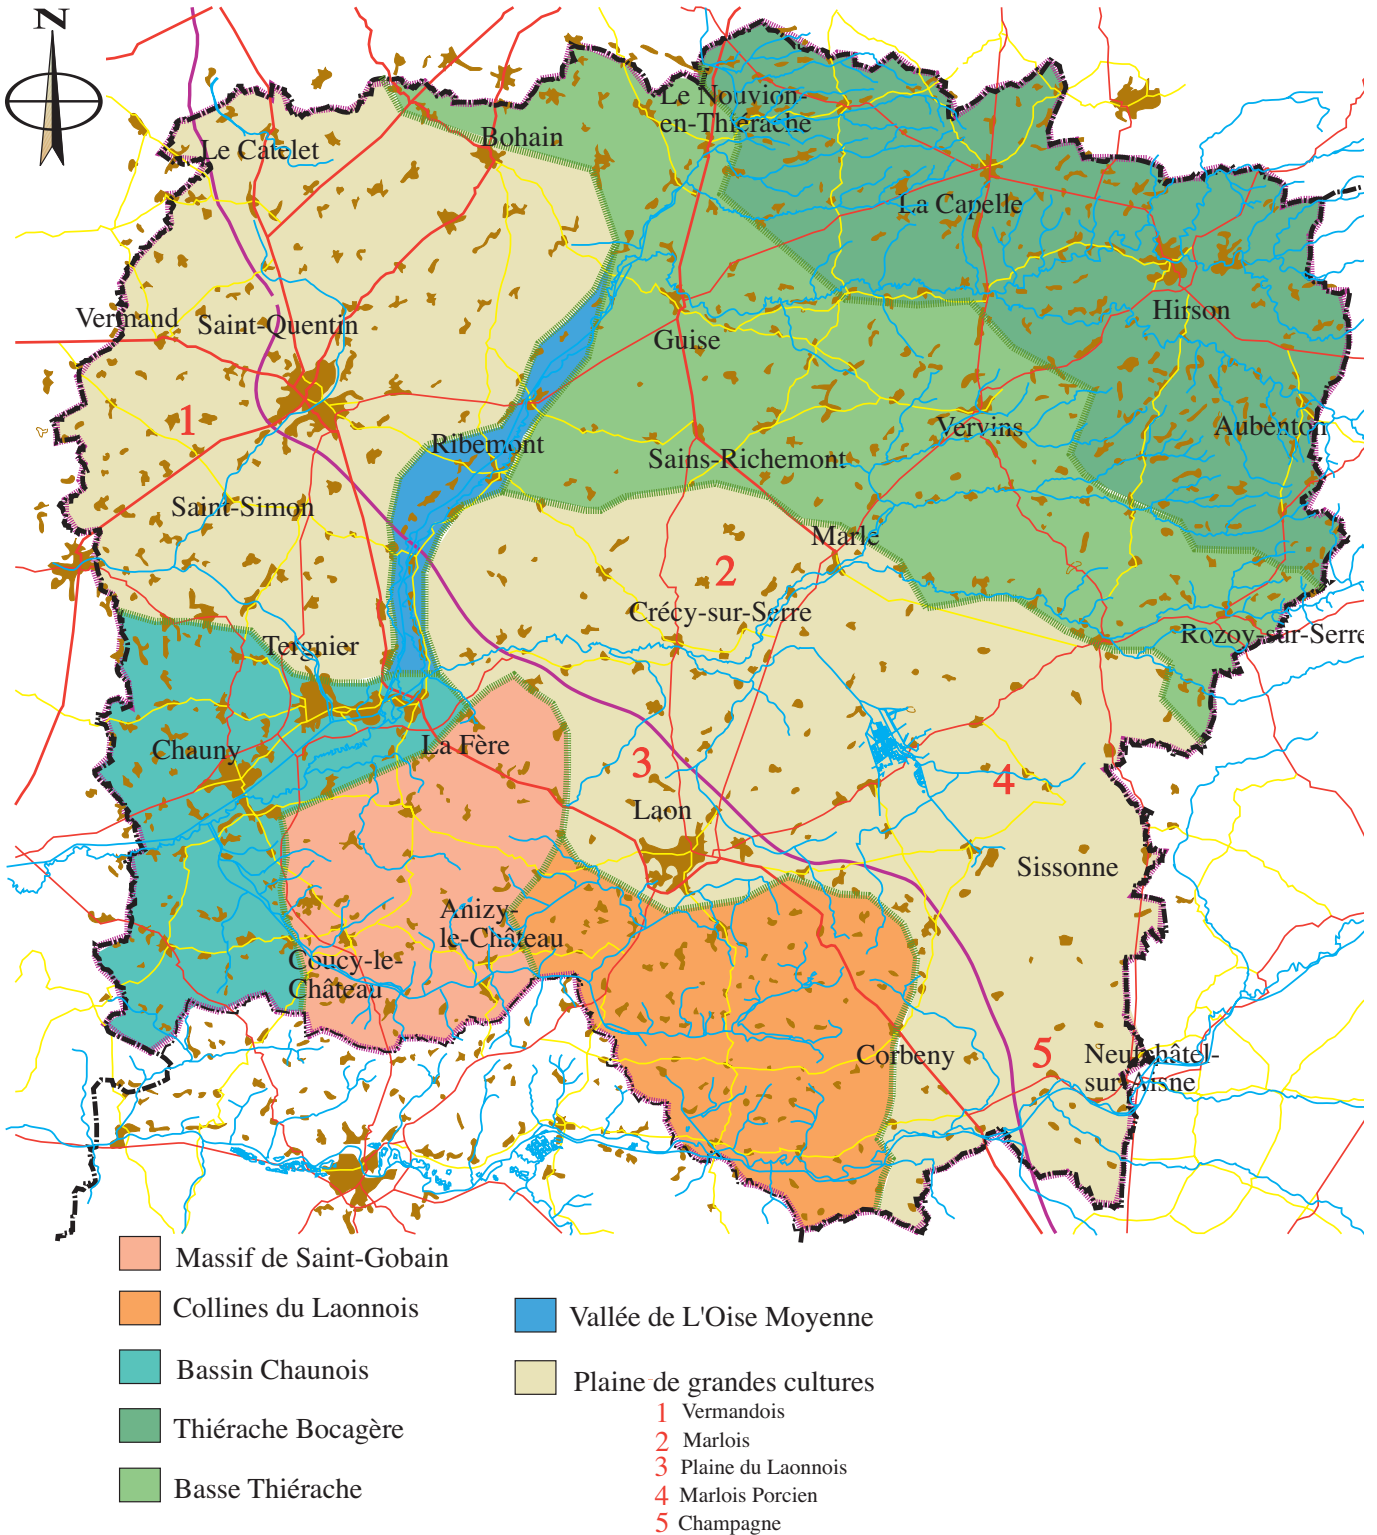 N
Le Nouvion-
en-Thiérache
Bohain
Le Catelet
La Capelle
Hirson
Vermand
Saint-Quentin
Guise
1
Aubenton
Vervins
Ribemont
Sains-Richemont
Saint-Simon
Marle
2
Crécy-sur-Serre
Rozoy-sur-Serre
Tergnier
La Fère
Chauny
3
4
Laon
Sissonne
Anizy-
le-Château
Coucy-le-
Château
5
Corbeny
Neufchâtel-
sur-Aisne
Massif de Saint-Gobain
Collines du Laonnois
Bassin Chaunois
Thiérache Bocagère
Basse Thiérache
Vallée de L'Oise Moyenne
Plaine de grandes cultures
1 Vermandois
2 Marlois
3 Plaine du Laonnois
4 Marlois Porcien
5 Champagne